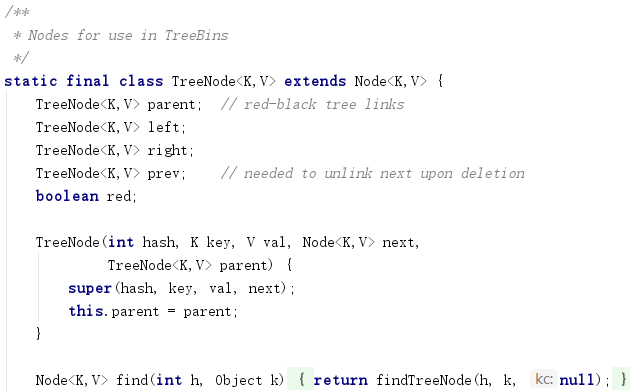 /**
 * Nodes for use in TreeBins
 */
static final class TreeNode<K,V> extends Node<K,V> {
    TreeNode<K,V> parent;  // red-black tree links
    TreeNode<K,V> left;
    TreeNode<K,V> right;
    TreeNode<K,V> prev;    // needed to unlink next upon deletion
    boolean red;

    TreeNode(int hash, K key, V val, Node<K,V> next,
             TreeNode<K,V> parent) {
        super(hash, key, val, next);
        this.parent = parent;
    }

    Node<K,V> find(int h, Object k) { return findTreeNode(h, k, kc: null); }